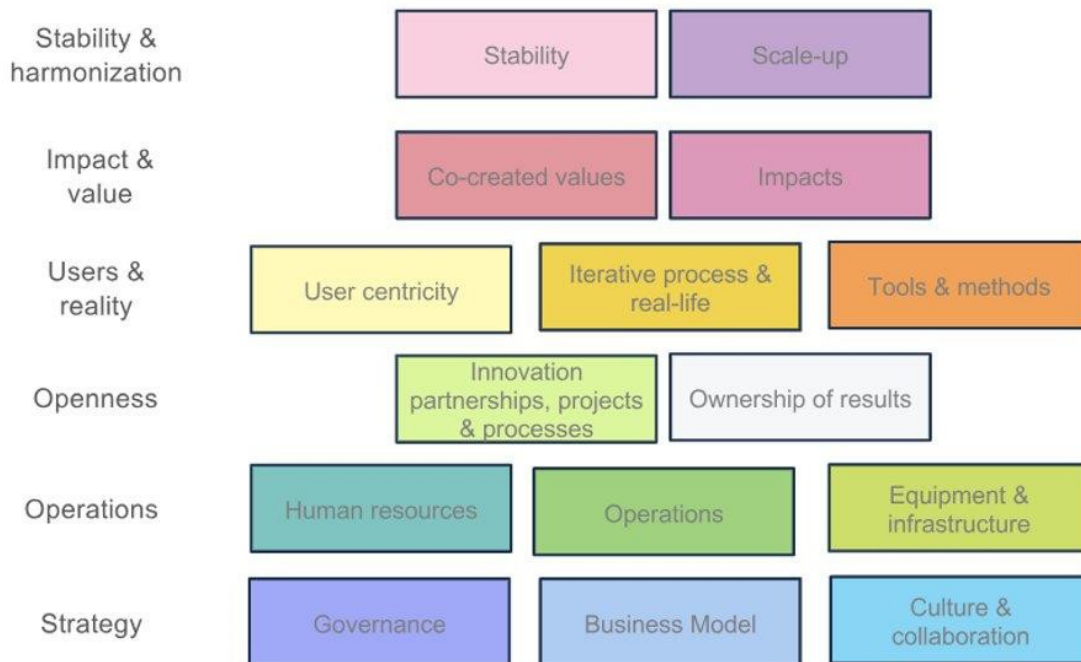 Stability &
harmonization
Stability
Scale-up
Impact &
value
Co-created values
Impacts
Users &
reality
User centricity
Iterative process &
real-life
Tools & methods
Openness
Innovation
partnerships, projects
& processes
Ownership of results
Operations
Human resources
Operations
Equipment &
infrastructure
Strategy
Governance
Business Model
Culture &
collaboration